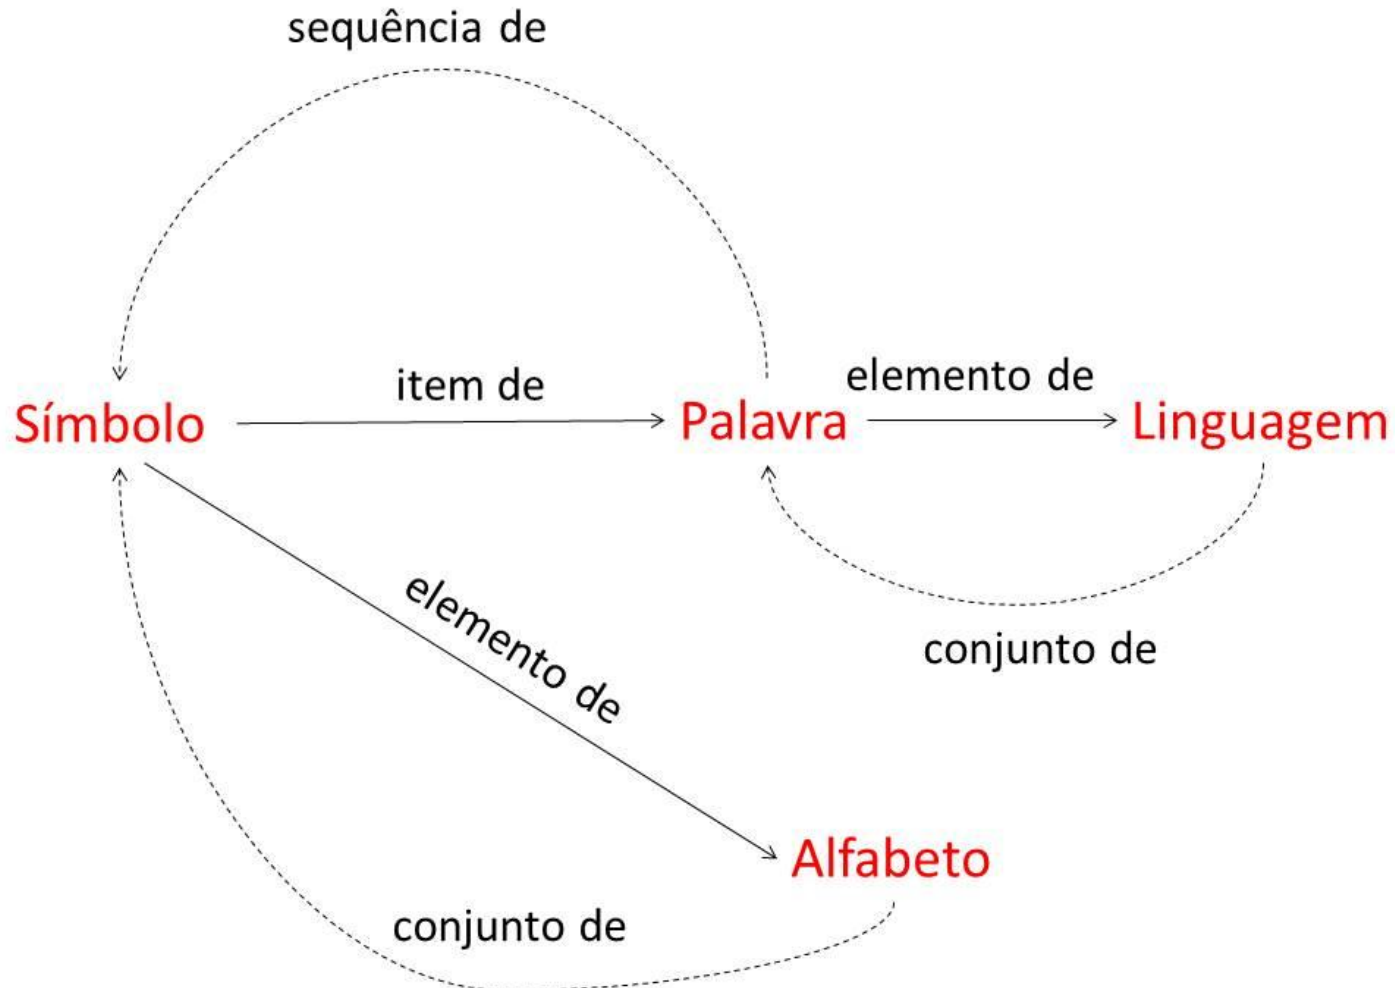 sequência de
item de
elemento de
Símbolo
Palavra
Linguagem
elemento de
conjunto de
Alfabeto
conjunto de